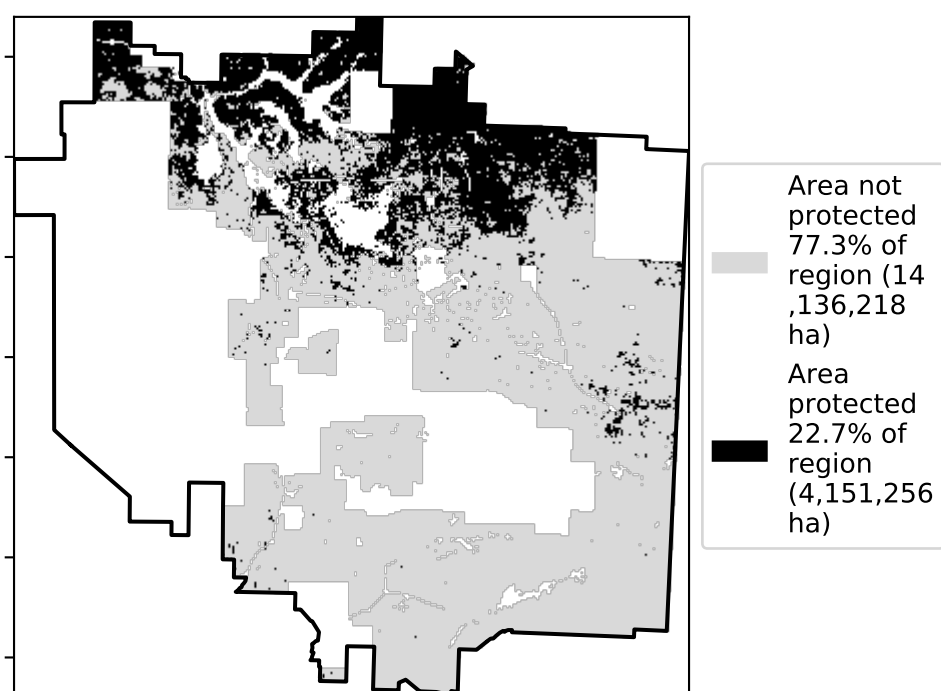 Area not
protected
77.3% of
region (14
,136,218
ha)
Area
protected
22.7% of
region
(4,151,256
ha)